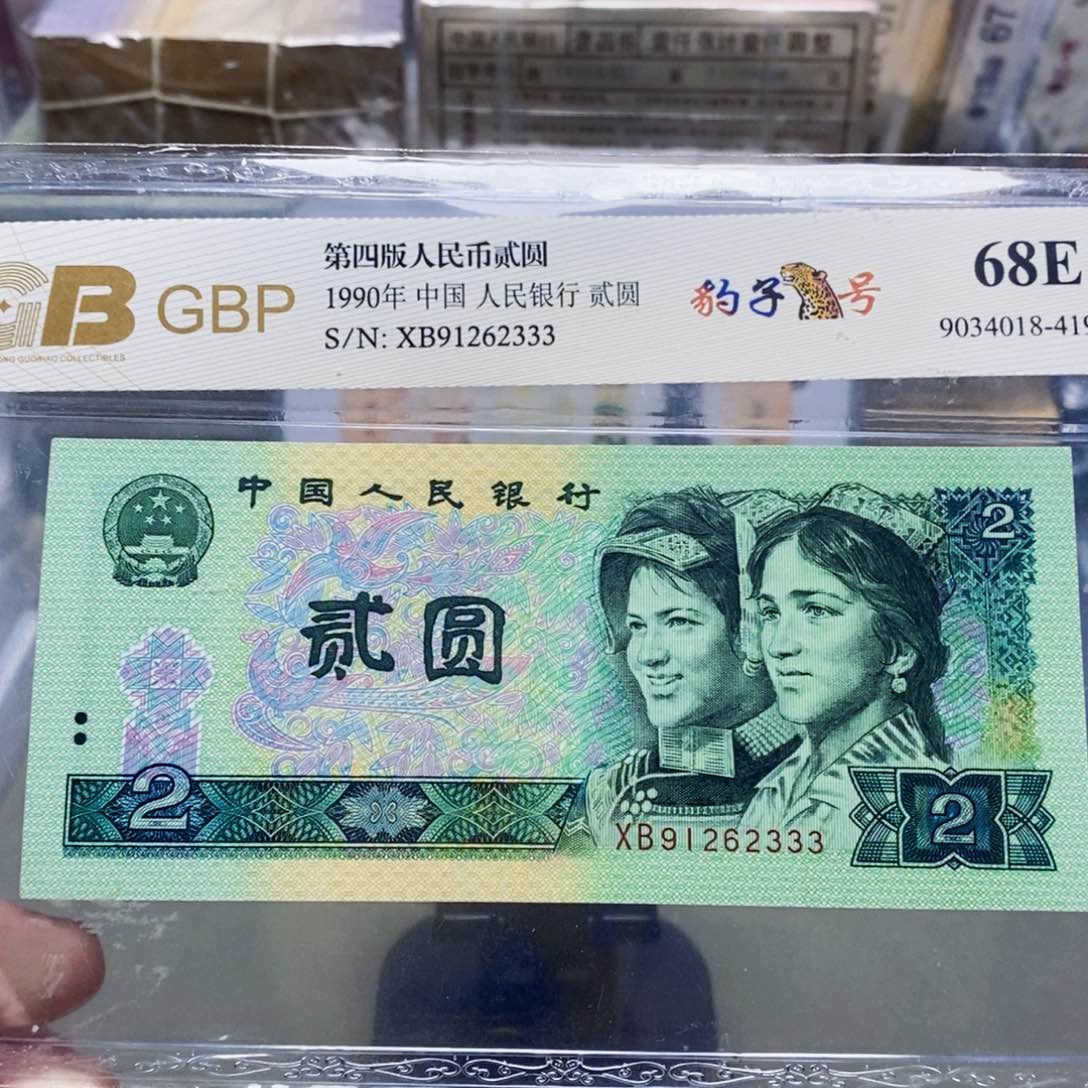 第四版人民币贰圆
1990年 中国 人民银行 贰圆
S/N: XB91262333
GBP
豹子号
68E
9034018-419
中国人民银行
贰圆
2
2
2
XB91262333
67